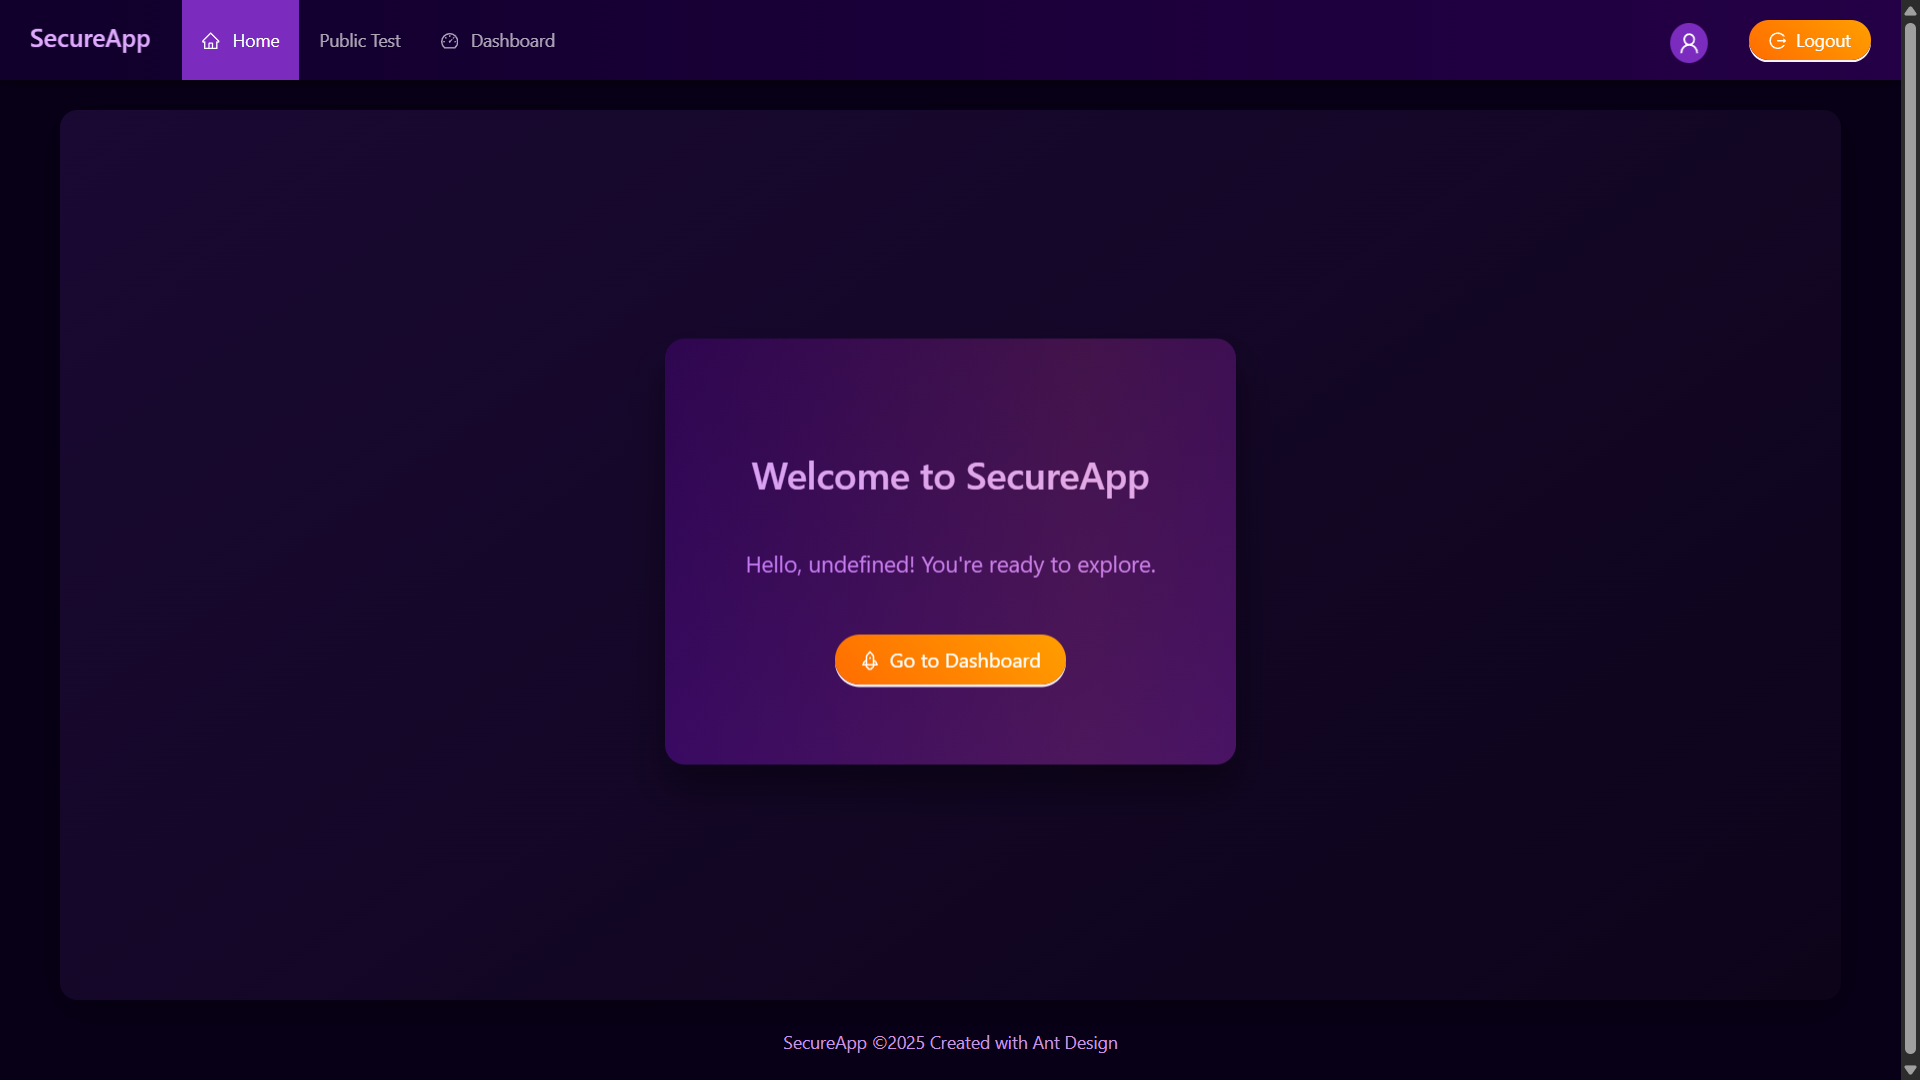 SecureApp
Home
Public Test
Dashboard
Logout
Welcome to SecureApp
Hello, undefined! You're ready to explore.
Go to Dashboard
SecureApp ©2025 Created with Ant Design